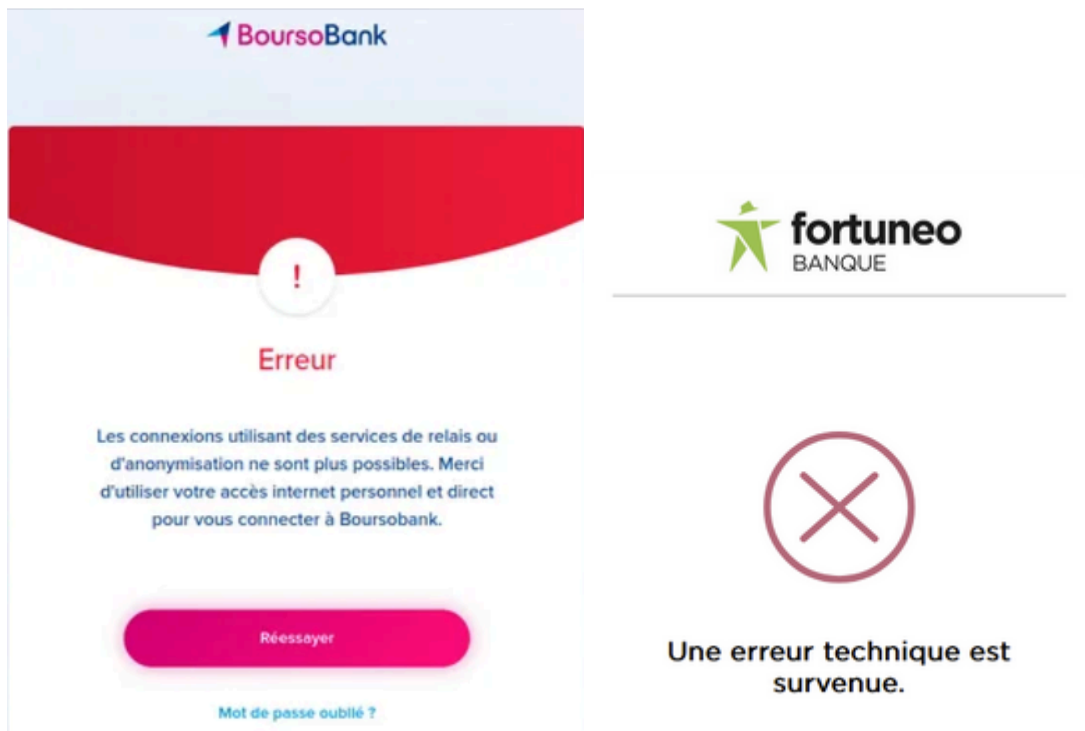 BoursoBank
Erreur
Les connexions utilisant des services de relais ou
d'anonymisation ne sont plus possibles. Merci
d'utiliser votre accès internet personnel et direct
pour vous connecter à Boursobank.
Réessayer
Mot de passe oublié ?
fortuneo
BANQUE
Une erreur technique est
survenue.